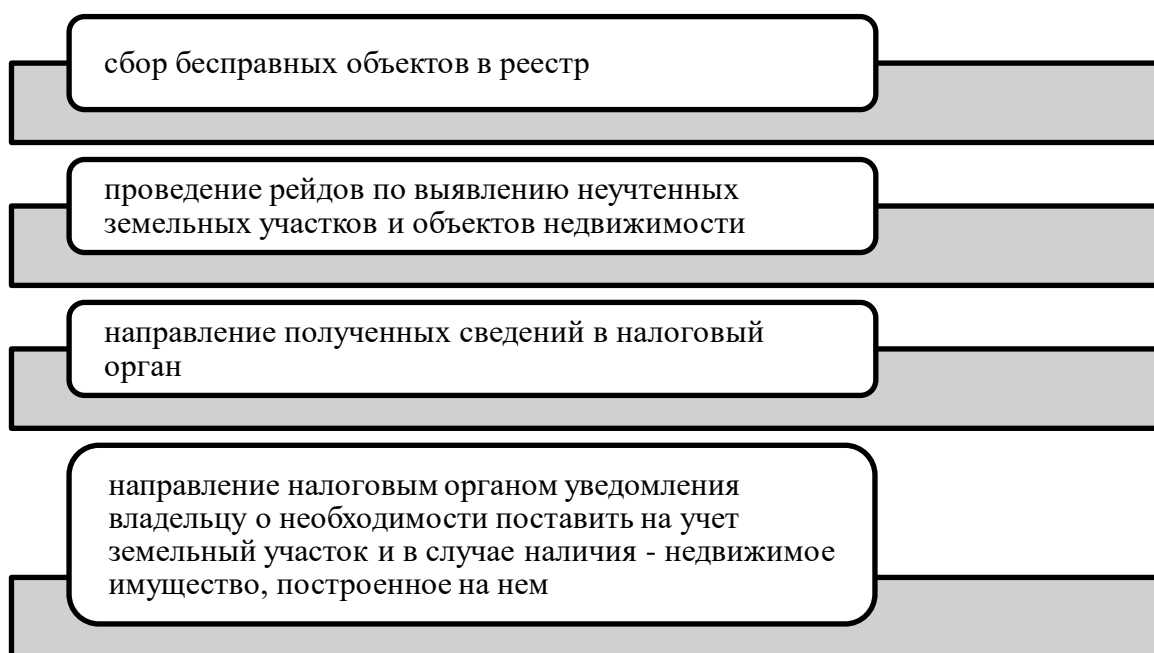 сбор бесправных объектов в реестр
проведение рейдов по выявлению неучтенных
земельных участков и объектов недвижимости
направление полученных сведений в налоговый
орган
направление налоговым органом уведомления
владельцу о необходимости поставить на учет
земельный участок и в случае наличия - недвижимое
имущество, построенное на нем